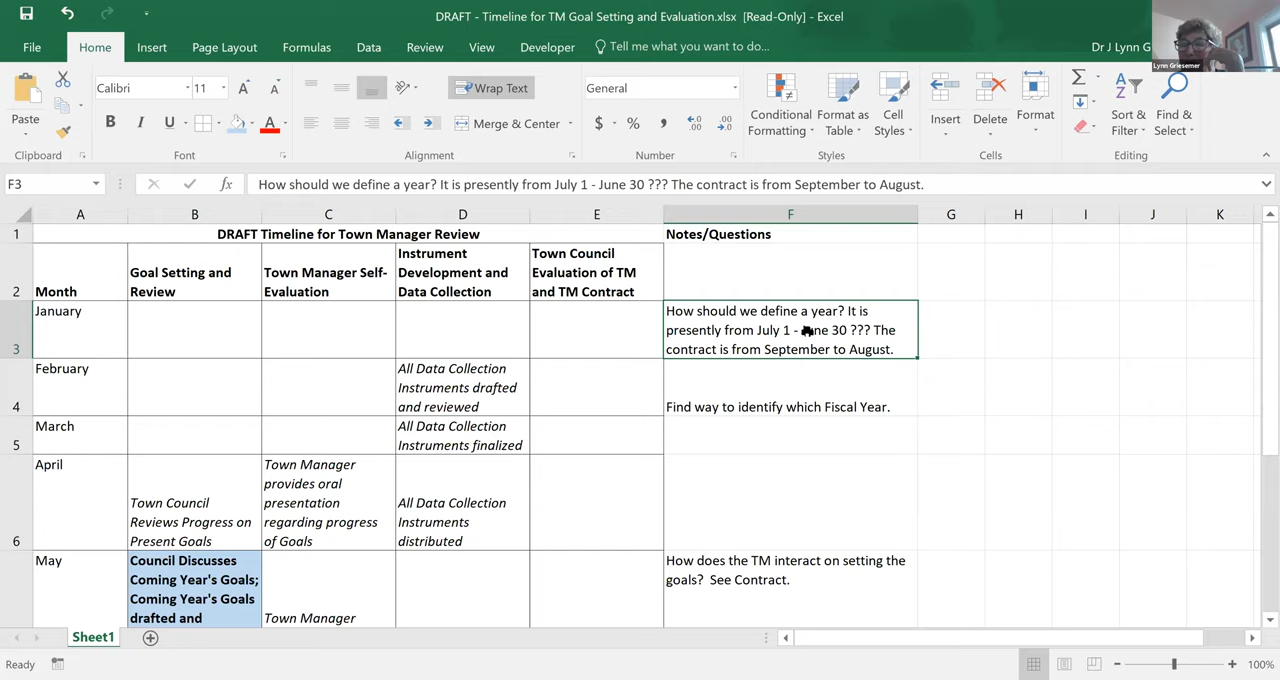 DRAFT - Timeline for TM Goal Setting and Evaluation.xlsx [Read-Only] - Excel
File Home Insert Page Layout Formulas Data Review View Developer Tell me what you want to do... Dr J Lynn G
Lynn Griesemer
Paste
Calibri 11
Wrap Text
Merge & Center
General
Conditional Formatting
Format as Table
Cell Styles
Insert Delete Format
Sort & Filter
Find & Select
Clipboard Font Alignment Number Styles Cells Editing
F3 fx How should we define a year? It is presently from July 1 - June 30 ??? The contract is from September to August.
A B C D E F G H I J K
1 DRAFT Timeline for Town Manager Review Notes/Questions
2 Month
Goal Setting and
Review
Town Manager Self-
Evaluation
Instrument
Development and
Data Collection
Town Council
Evaluation of TM
and TM Contract
3 January
How should we define a year? It is
presently from July 1 - June 30 ??? The
contract is from September to August.
4 February
All Data Collection
Instruments drafted
and reviewed
Find way to identify which Fiscal Year.
5 March
All Data Collection
Instruments finalized
6 April
Town Council
Reviews Progress on
Present Goals
Town Manager
provides oral
presentation
regarding progress
of Goals
All Data Collection
Instruments
distributed
May
Council Discusses
Coming Year's Goals;
Coming Year's Goals
drafted and
Town Manager
How does the TM interact on setting the
goals? See Contract.
Sheet1
Ready 100%